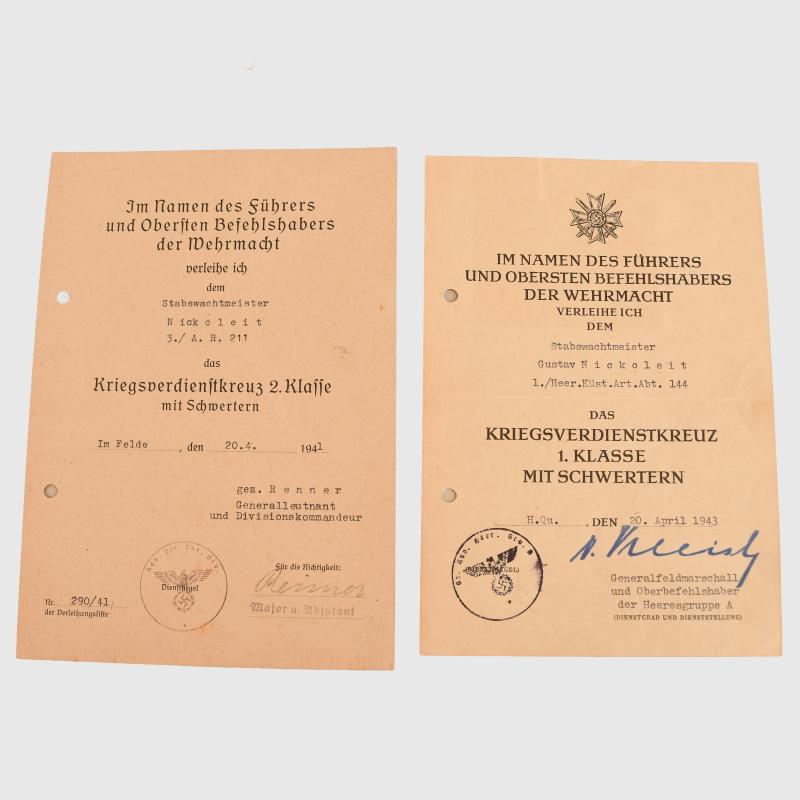 Im Namen des Führers
und Obersten Befehlshabers
der Wehrmacht
verleihe ich
dem
Stabswachtmeister
Nickoleit
3./ A. R. 211
das
Kriegsverdienstkreuz 2. Klasse
mit Schwertern
Im Felde , den 20.4. 1941
gez. Renner
Generalleutnant
und Divisionskommandeur
Dienstsiegel
Für die Richtigkeit:
Major u. Adjutant
Nr. 290/41
der Verleihungsliste
IM NAMEN DES FÜHRERS
UND OBERSTEN BEFEHLSHABERS
DER WEHRMACHT
VERLEIHE ICH
DEM
Stabswachtmeister
Gustav Nickoleit
1./Heer.Küst.Art.Abt. 144
DAS
KRIEGSVERDIENSTKREUZ
1. KLASSE
MIT SCHWERTERN
H.Qu. , DEN 20. April 1943
v. Kleist
(DIENSTSIEGEL)
Generalfeldmarschall
und Oberbefehlshaber
der Heeresgruppe A
(DIENSTGRAD UND DIENSTSTELLUNG)